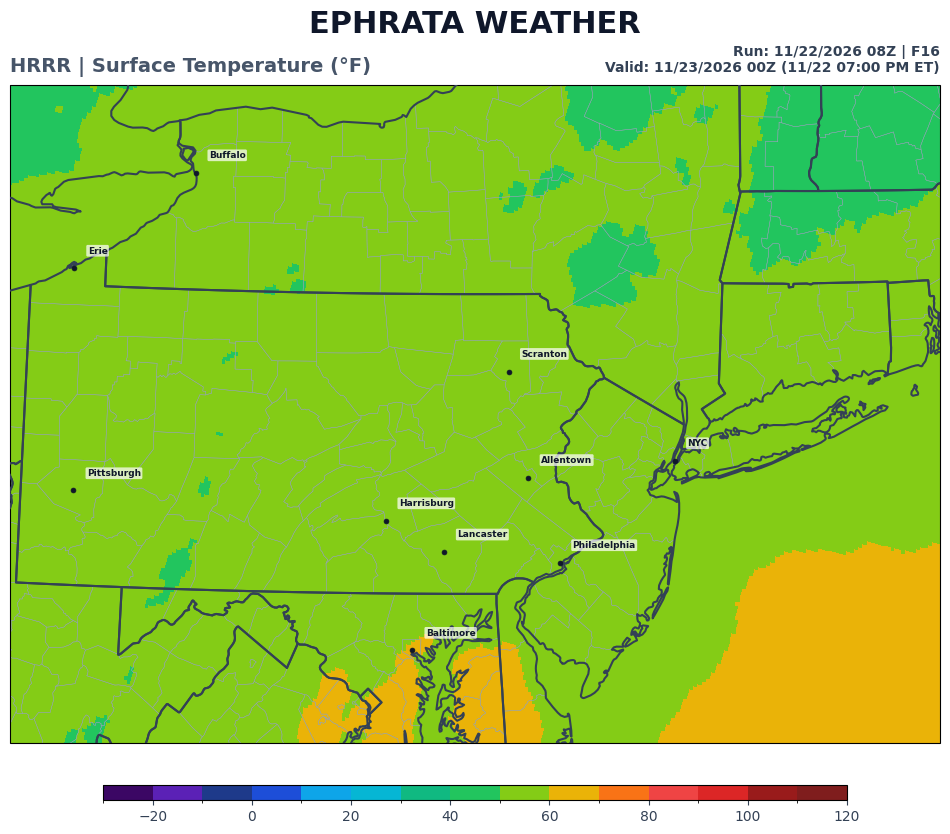 EPHRATA WEATHER
HRRR | Surface Temperature (°F)
Run: 11/22/2026 08Z | F16
Valid: 11/23/2026 00Z (11/22 07:00 PM ET)
Buffalo
Erie
Scranton
NYC
Allentown
Pittsburgh
Harrisburg
Lancaster
Philadelphia
Baltimore
−20 0 20 40 60 80 100 120